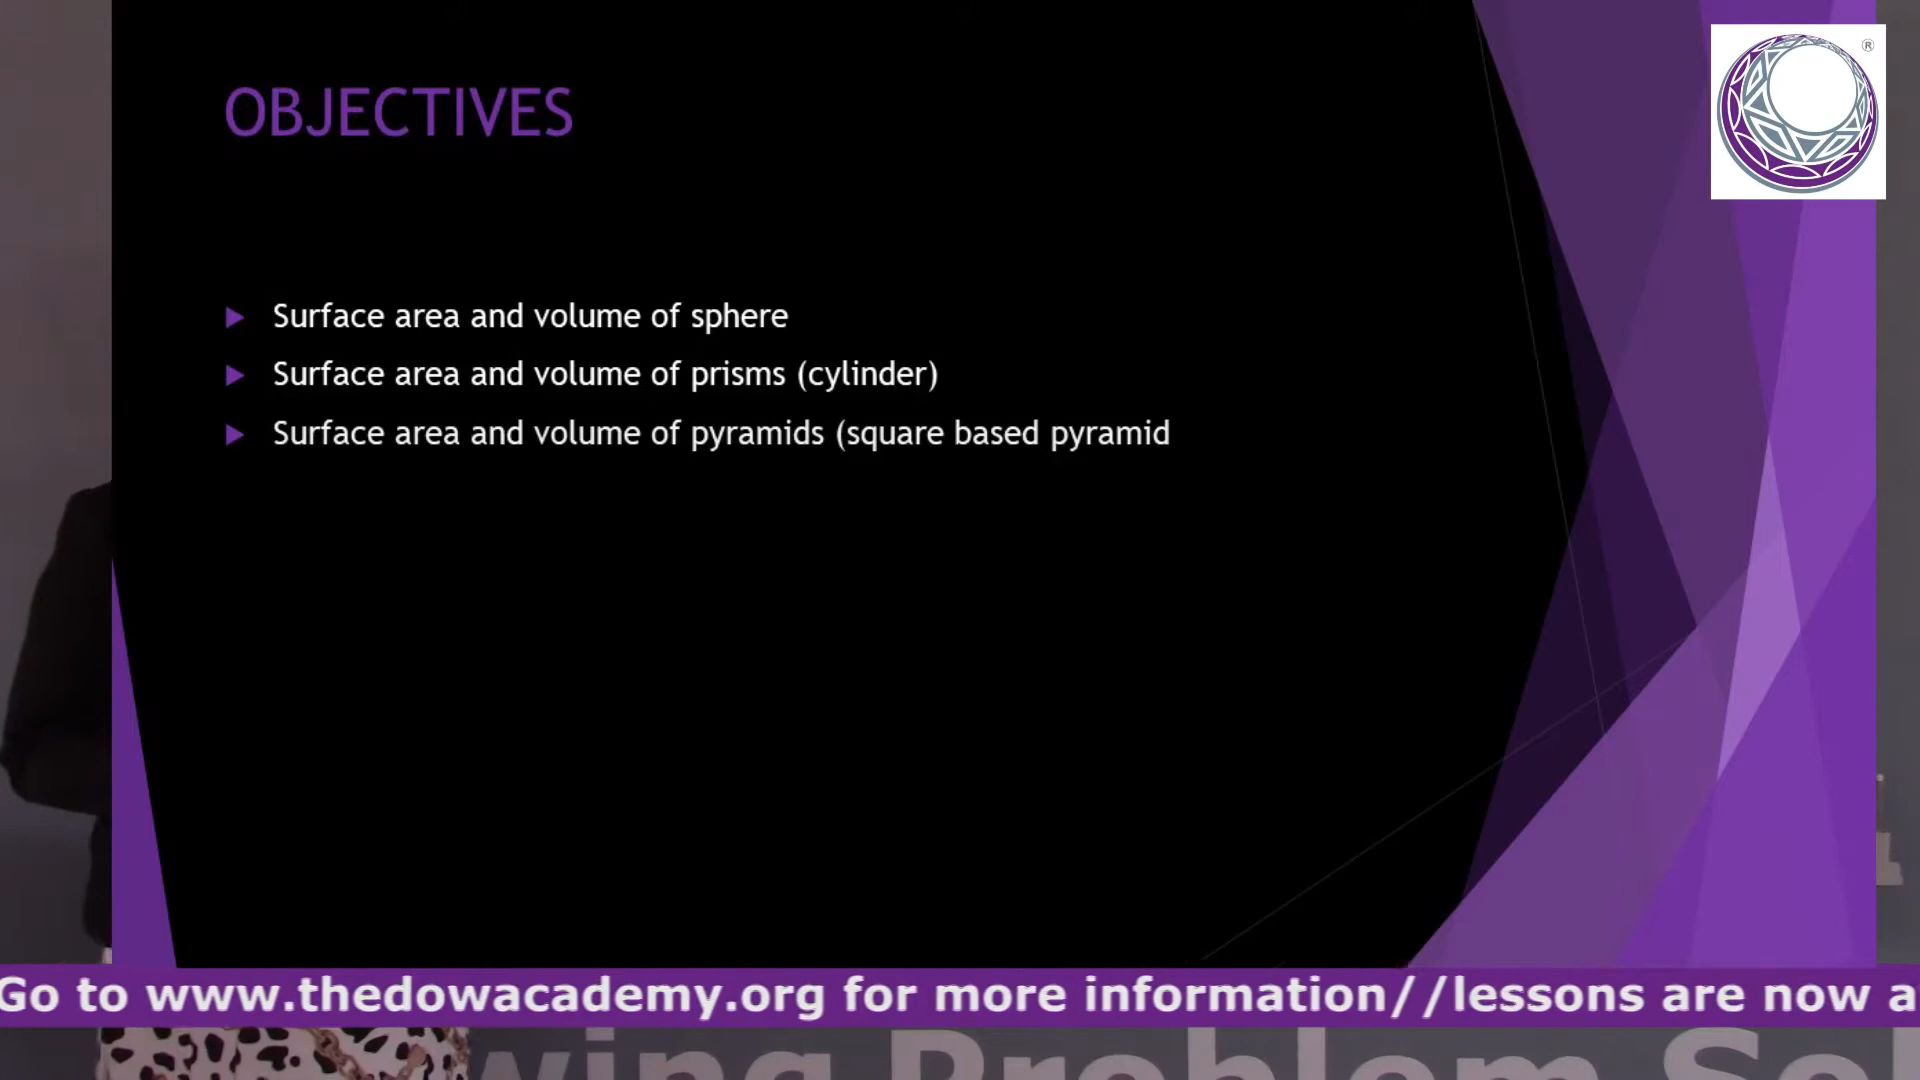 OBJECTIVES
®
Surface area and volume of sphere
Surface area and volume of prisms (cylinder)
Surface area and volume of pyramids (square based pyramid
Go to www.thedowacademy.org for more information//lessons are now a
Problem